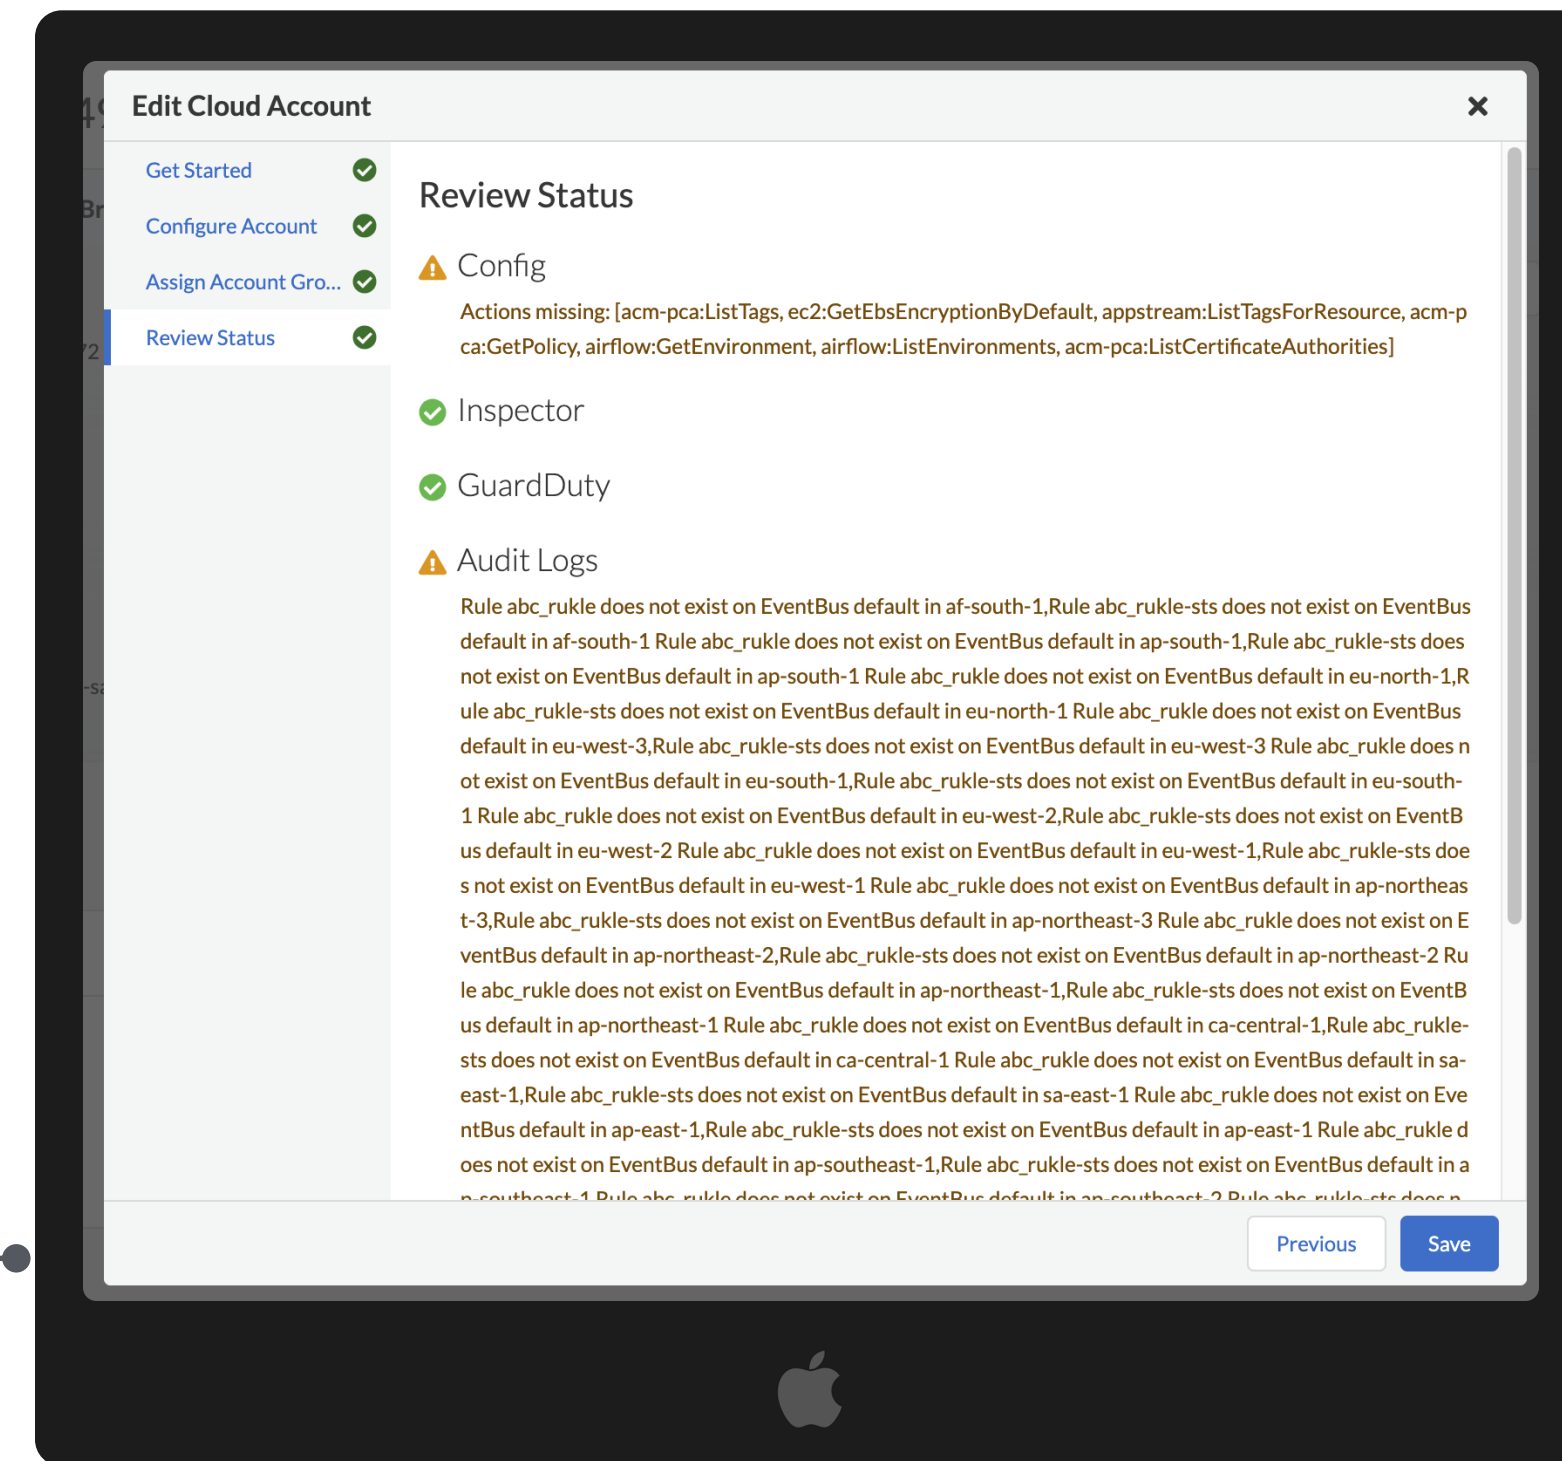 Edit Cloud Account
Get Started
Configure Account
Assign Account Gro...
Review Status
Review Status
Config
Actions missing: [acm-pca:ListTags, ec2:GetEbsEncryptionByDefault, appstream:ListTagsForResource, acm-p
ca:GetPolicy, airflow:GetEnvironment, airflow:ListEnvironments, acm-pca:ListCertificateAuthorities]
Inspector
GuardDuty
Audit Logs
Rule abc_rukle does not exist on EventBus default in af-south-1,Rule abc_rukle-sts does not exist on EventBus
default in af-south-1 Rule abc_rukle does not exist on EventBus default in ap-south-1,Rule abc_rukle-sts does
not exist on EventBus default in ap-south-1 Rule abc_rukle does not exist on EventBus default in eu-north-1,R
ule abc_rukle-sts does not exist on EventBus default in eu-north-1 Rule abc_rukle does not exist on EventBus
default in eu-west-3,Rule abc_rukle-sts does not exist on EventBus default in eu-west-3 Rule abc_rukle does n
ot exist on EventBus default in eu-south-1,Rule abc_rukle-sts does not exist on EventBus default in eu-south-
1 Rule abc_rukle does not exist on EventBus default in eu-west-2,Rule abc_rukle-sts does not exist on EventB
us default in eu-west-2 Rule abc_rukle does not exist on EventBus default in eu-west-1,Rule abc_rukle-sts doe
s not exist on EventBus default in eu-west-1 Rule abc_rukle does not exist on EventBus default in ap-northeas
t-3,Rule abc_rukle-sts does not exist on EventBus default in ap-northeast-3 Rule abc_rukle does not exist on E
ventBus default in ap-northeast-2,Rule abc_rukle-sts does not exist on EventBus default in ap-northeast-2 Ru
le abc_rukle does not exist on EventBus default in ap-northeast-1,Rule abc_rukle-sts does not exist on EventB
us default in ap-northeast-1 Rule abc_rukle does not exist on EventBus default in ca-central-1,Rule abc_rukle-
sts does not exist on EventBus default in ca-central-1 Rule abc_rukle does not exist on EventBus default in sa-
east-1,Rule abc_rukle-sts does not exist on EventBus default in sa-east-1 Rule abc_rukle does not exist on Eve
ntBus default in ap-east-1,Rule abc_rukle-sts does not exist on EventBus default in ap-east-1 Rule abc_rukle d
oes not exist on EventBus default in ap-southeast-1,Rule abc_rukle-sts does not exist on EventBus default in a
p-southeast-1 Rule abc_rukle does not exist on EventBus default in ap-southeast-2 Rule abc_rukle-sts does n
Previous
Save